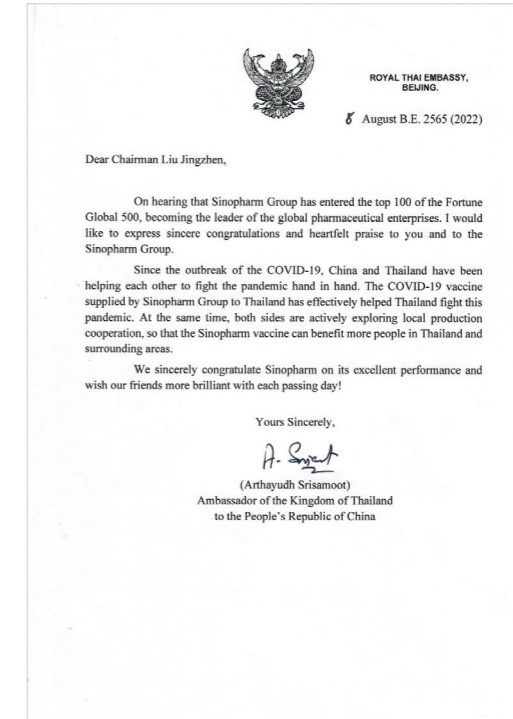 ROYAL THAI EMBASSY,
BEIJING.
8 August B.E. 2565 (2022)
Dear Chairman Liu Jingzhen,
On hearing that Sinopharm Group has entered the top 100 of the Fortune
Global 500, becoming the leader of the global pharmaceutical enterprises. I would
like to express sincere congratulations and heartfelt praise to you and to the
Sinopharm Group.
Since the outbreak of the COVID-19, China and Thailand have been
helping each other to fight the pandemic hand in hand. The COVID-19 vaccine
supplied by Sinopharm Group to Thailand has effectively helped Thailand fight this
pandemic. At the same time, both sides are actively exploring local production
cooperation, so that the Sinopharm vaccine can benefit more people in Thailand and
surrounding areas.
We sincerely congratulate Sinopharm on its excellent performance and
wish our friends more brilliant with each passing day!
Yours Sincerely,
(Arthayudh Srisamoot)
Ambassador of the Kingdom of Thailand
to the People's Republic of China